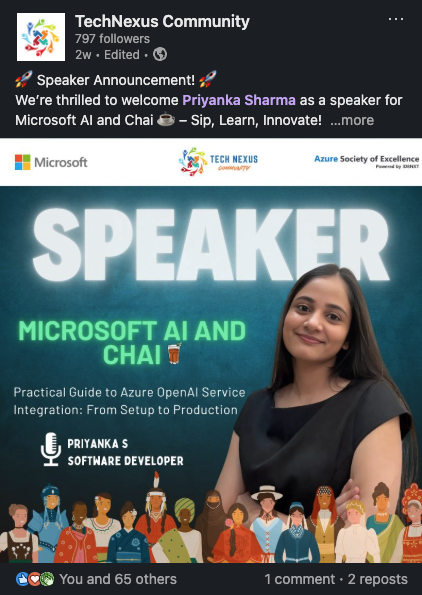 TechNexus Community
797 followers
2w • Edited •
🚀 Speaker Announcement! 🚀
We're thrilled to welcome Priyanka Sharma as a speaker for
Microsoft AI and Chai ☕ – Sip, Learn, Innovate! ...more
Microsoft
TECH NEXUS
COMMUNITY
Azure Society of Excellence
Powered by IDENXT
SPEAKER
MICROSOFT AI AND
CHAI
Practical Guide to Azure OpenAI Service
Integration: From Setup to Production
PRIYANKA S
SOFTWARE DEVELOPER
You and 65 others
1 comment • 2 reposts